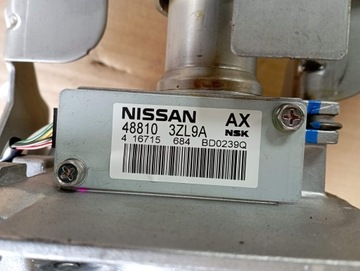 NISSAN AX
48810 3ZL9A NSK
4 16715 684 BD0239Q